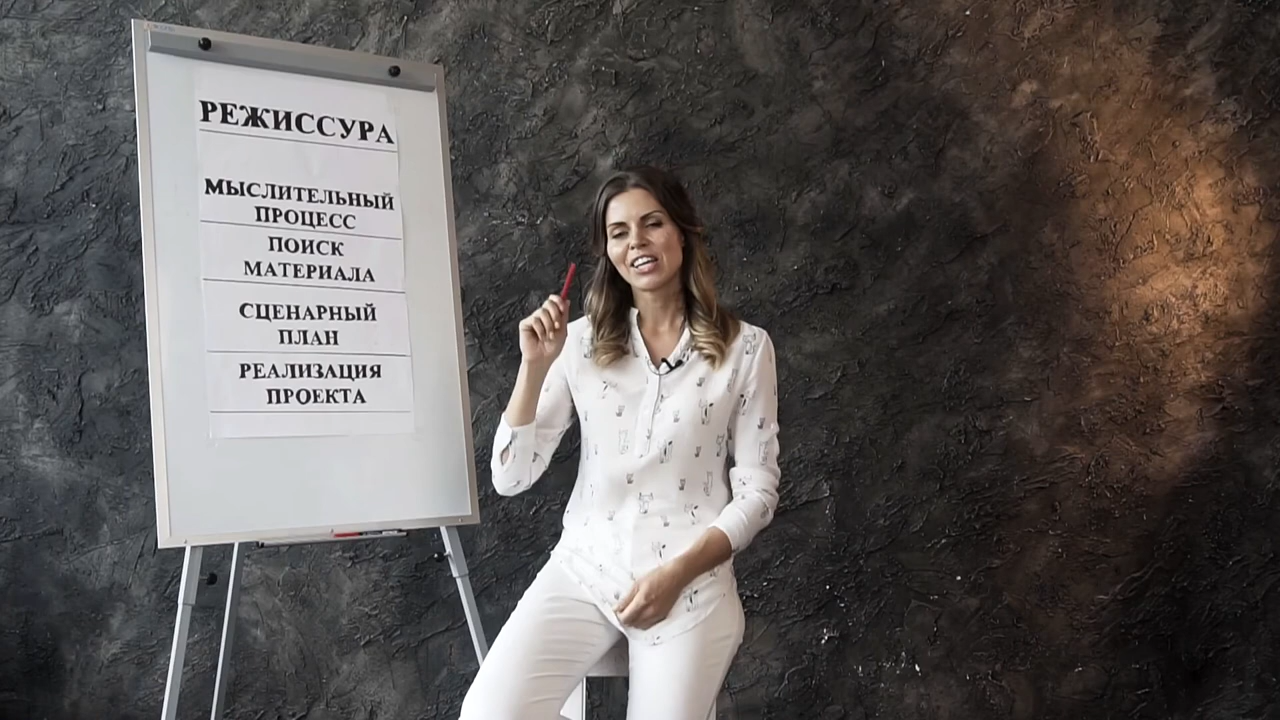 РЕЖИССУРА
МЫСЛИТЕЛЬНЫЙ
ПРОЦЕСС
ПОИСК
МАТЕРИАЛА
СЦЕНАРНЫЙ
ПЛАН
РЕАЛИЗАЦИЯ
ПРОЕКТА